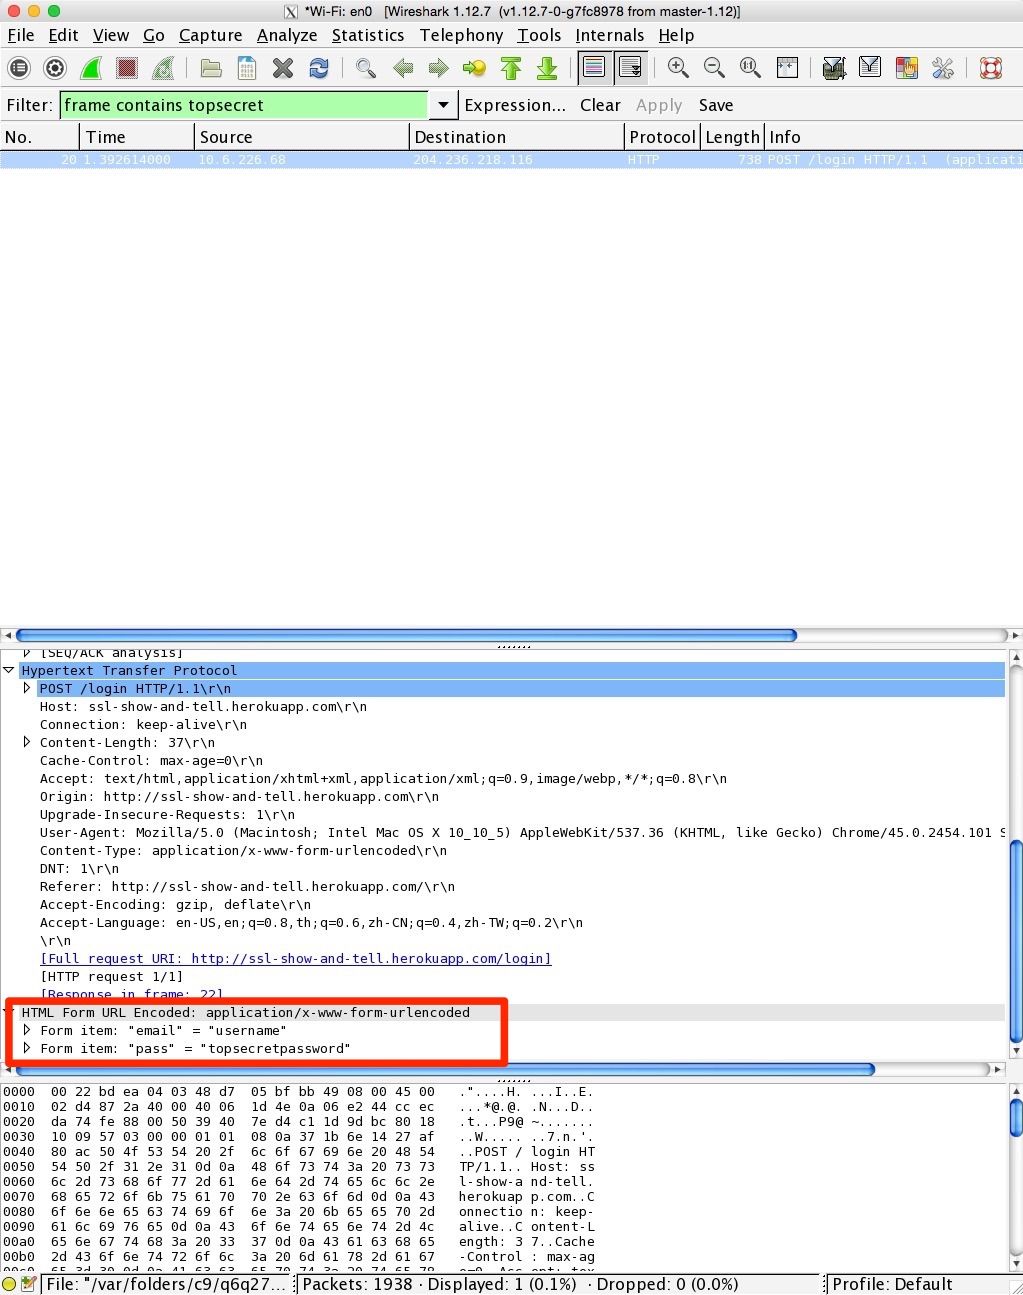 *Wi-Fi: en0 [Wireshark 1.12.7 (v1.12.7-0-g7fc8978 from master-1.12)]
File Edit View Go Capture Analyze Statistics Telephony Tools Internals Help
Filter: frame contains topsecret Expression... Clear Apply Save
No. Time Source Destination Protocol Length Info
20 1.392614000 10.6.226.68 204.236.218.116 HTTP 738 POST /login HTTP/1.1 (applicati
[SEQ/ACK analysis]
Hypertext Transfer Protocol
POST /login HTTP/1.1\r\n
Host: ssl-show-and-tell.herokuapp.com\r\n
Connection: keep-alive\r\n
Content-Length: 37\r\n
Cache-Control: max-age=0\r\n
Accept: text/html,application/xhtml+xml,application/xml;q=0.9,image/webp,*/*;q=0.8\r\n
Origin: http://ssl-show-and-tell.herokuapp.com\r\n
Upgrade-Insecure-Requests: 1\r\n
User-Agent: Mozilla/5.0 (Macintosh; Intel Mac OS X 10_10_5) AppleWebKit/537.36 (KHTML, like Gecko) Chrome/45.0.2454.101 S
Content-Type: application/x-www-form-urlencoded\r\n
DNT: 1\r\n
Referer: http://ssl-show-and-tell.herokuapp.com/\r\n
Accept-Encoding: gzip, deflate\r\n
Accept-Language: en-US,en;q=0.8,th;q=0.6,zh-CN;q=0.4,zh-TW;q=0.2\r\n
\r\n
[Full request URI: http://ssl-show-and-tell.herokuapp.com/login]
[HTTP request 1/1]
[Response in frame: 22]
HTML Form URL Encoded: application/x-www-form-urlencoded
Form item: "email" = "username"
Form item: "pass" = "topsecretpassword"
0000 00 22 bd ea 04 03 48 d7 05 bf bb 49 08 00 45 00 ."....H. ...I..E.
0010 02 d4 87 2a 40 00 40 06 1d 4e 0a 06 e2 44 cc ec ...*@.@. .N...D..
0020 da 74 fe 88 00 50 39 40 7e d4 c1 1d 9d bc 80 18 .t...P9@ ~.......
0030 10 09 57 03 00 00 01 01 08 0a 37 1b 6e 14 27 af ..W..... ..7.n.'.
0040 80 ac 50 4f 53 54 20 2f 6c 6f 67 69 6e 20 48 54 ..POST / login HT
0050 54 50 2f 31 2e 31 0d 0a 48 6f 73 74 3a 20 73 73 TP/1.1.. Host: ss
0060 6c 2d 73 68 6f 77 2d 61 6e 64 2d 74 65 6c 6c 2e l-show-a nd-tell.
0070 68 65 72 6f 6b 75 61 70 70 2e 63 6f 6d 0d 0a 43 herokuap p.com..C
0080 6f 6e 6e 65 63 74 69 6f 6e 3a 20 6b 65 65 70 2d onnectio n: keep-
0090 61 6c 69 76 65 0d 0a 43 6f 6e 74 65 6e 74 2d 4c alive..C ontent-L
00a0 65 6e 67 74 68 3a 20 33 37 0d 0a 43 61 63 68 65 ength: 3 7..Cache
00b0 2d 43 6f 6e 74 72 6f 6c 3a 20 6d 61 78 2d 61 67 -Control : max-ag
File: "/var/folders/c9/q6q27... Packets: 1938 · Displayed: 1 (0.1%) · Dropped: 0 (0.0%) Profile: Default